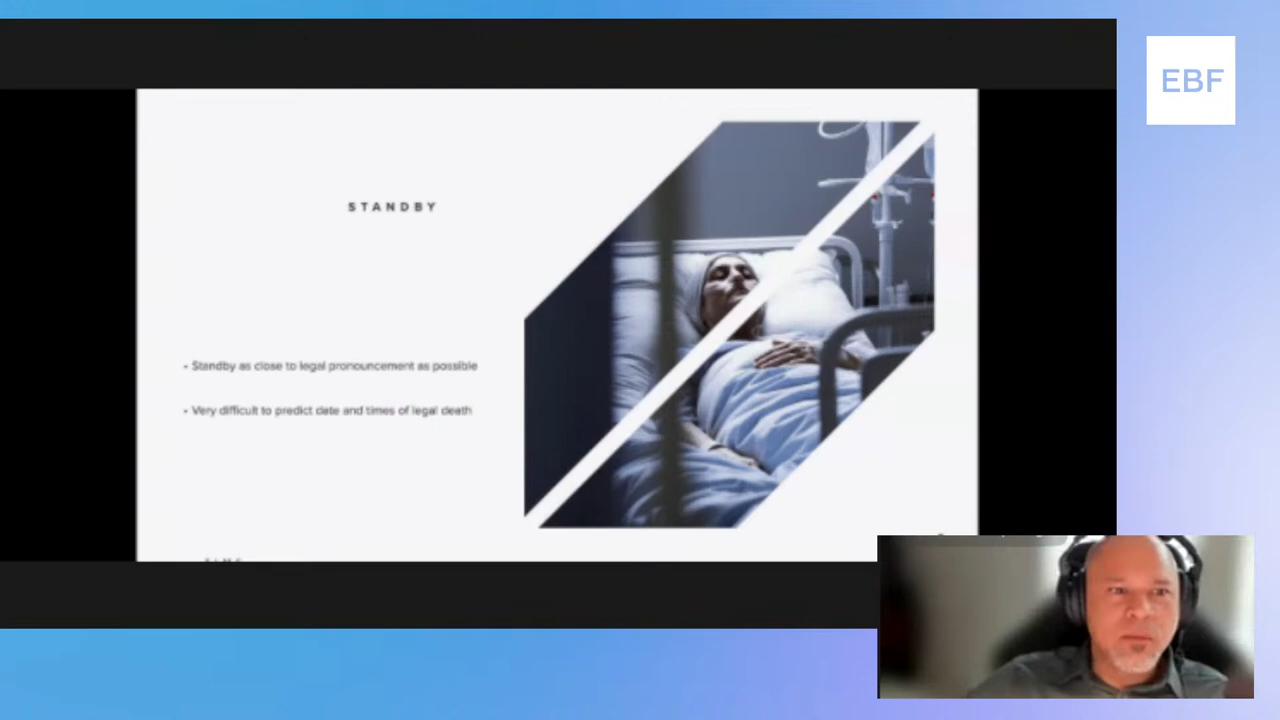 EBF
STANDBY
- Standby as close to legal pronouncement as possible
- Very difficult to predict date and times of legal death